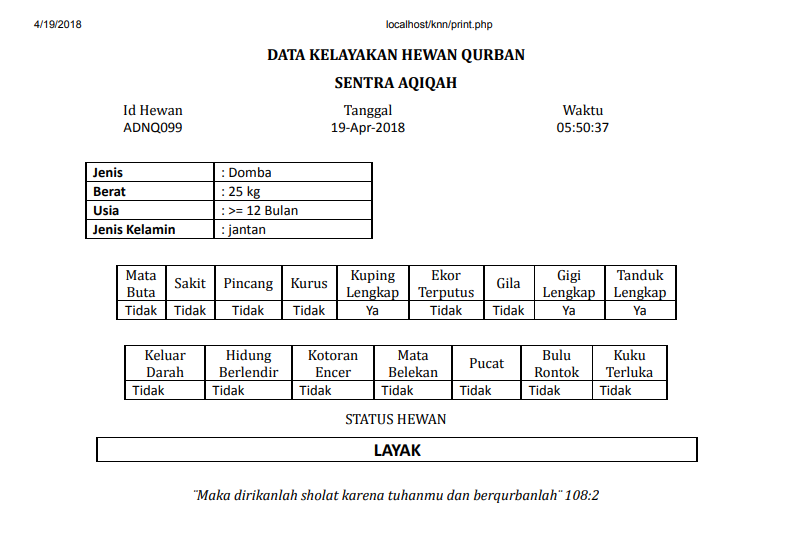 4/19/2018 localhost/knn/print.php
DATA KELAYAKAN HEWAN QURBAN
SENTRA AQIQAH
Id Hewan Tanggal Waktu
ADNQ099 19-Apr-2018 05:50:37
Jenis : Domba
Berat : 25 kg
Usia : >= 12 Bulan
Jenis Kelamin : jantan
Mata Buta Sakit Pincang Kurus Kuping Lengkap Ekor Terputus Gila Gigi Lengkap Tanduk Lengkap
Tidak Tidak Tidak Tidak Ya Tidak Tidak Ya Ya
Keluar Darah Hidung Berlendir Kotoran Encer Mata Belekan Pucat Bulu Rontok Kuku Terluka
Tidak Tidak Tidak Tidak Tidak Tidak Tidak
STATUS HEWAN
LAYAK
¨Maka dirikanlah sholat karena tuhanmu dan berqurbanlah¨ 108:2